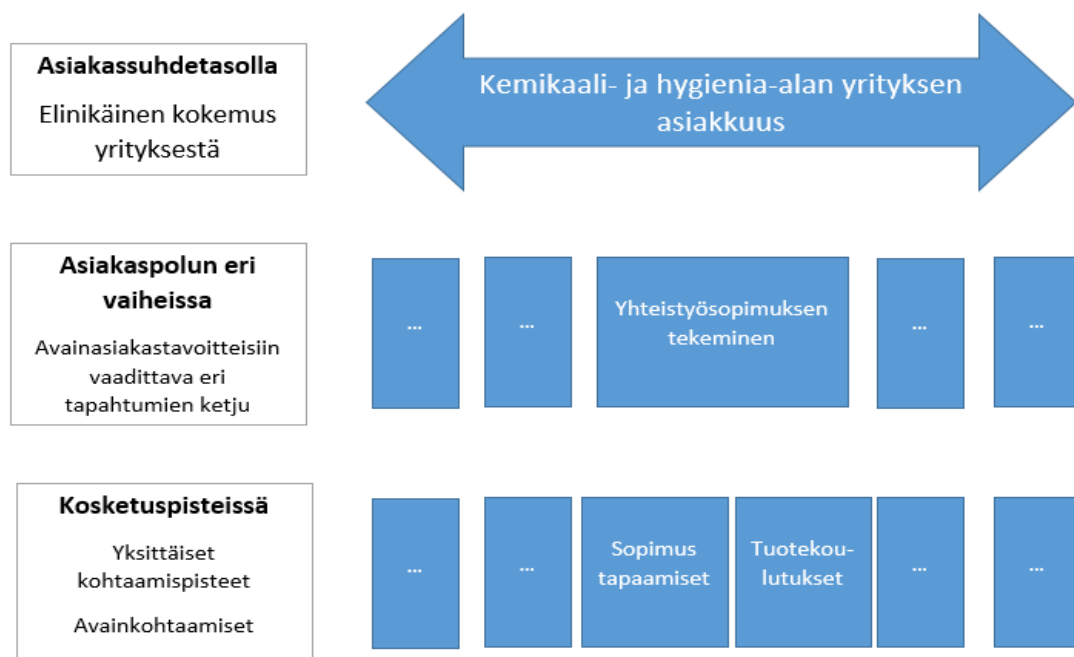 Asiakassuhdetasolla
Elinikäinen kokemus
yrityksestä
Kemikaali- ja hygienia-alan yrityksen
asiakkuus
Asiakaspolun eri
vaiheissa
Avainasiakastavoitteisiin
vaadittava eri
tapahtumien ketju
...
...
Yhteistyösopimuksen
tekeminen
...
...
Kosketuspisteissä
Yksittäiset
kohtaamispisteet
Avainkohtaamiset
...
...
Sopimus
tapaamiset
Tuotekou-
lutukset
...
...